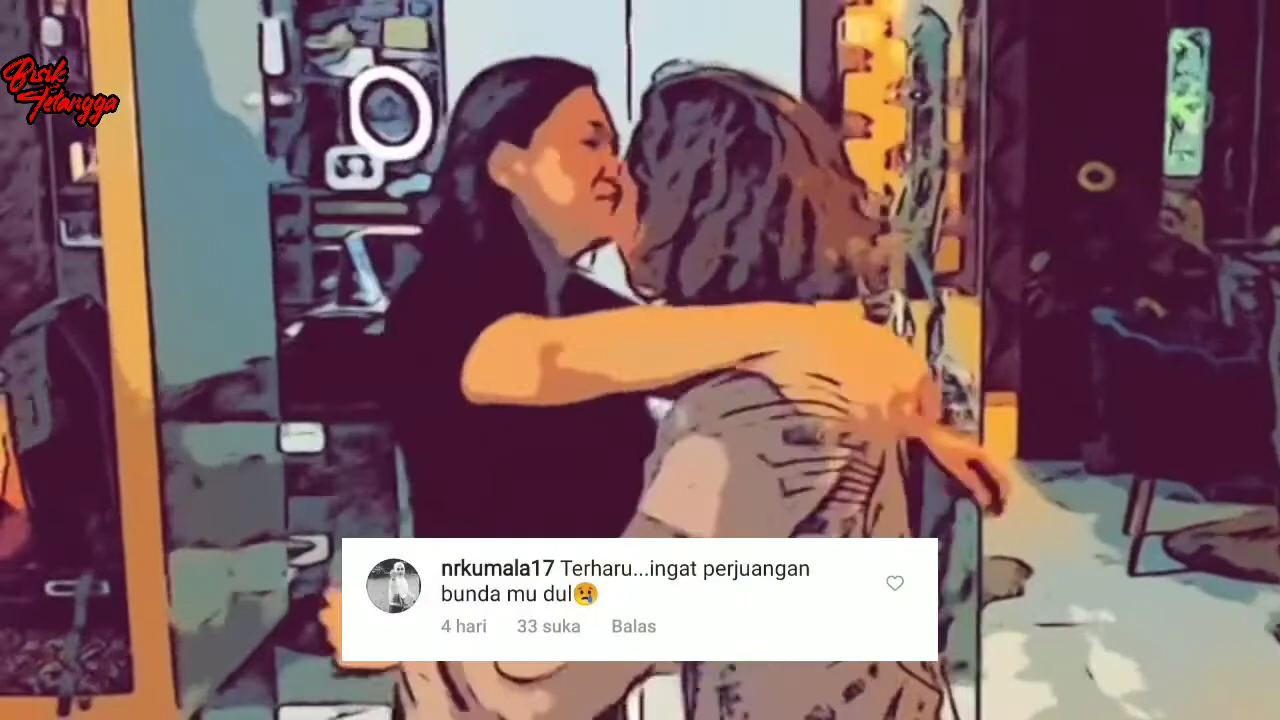 Bisik
Tetangga
nrkumala17 Terharu...ingat perjuangan
bunda mu dul😢
4 hari 33 suka Balas